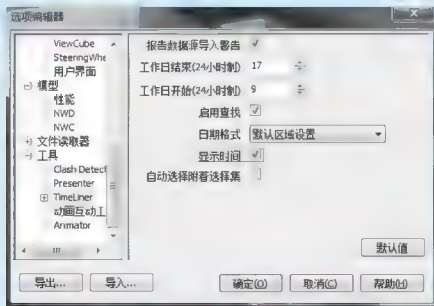 选项编辑器
ViewCube
SteeringWhe
用户界面
模型
性能
NWD
NWC
文件读取器
工具
Clash Detect
Presenter
TimeLiner
动画互动工
Animator
报告数据源导入警告
工作日结束(24小时制) 17
工作日开始(24小时制) 9
启用查找
日期格式 默认区域设置
显示时间
自动选择附着选择集
默认值
导出... 导入... 确定(O) 取消(C) 帮助(H)